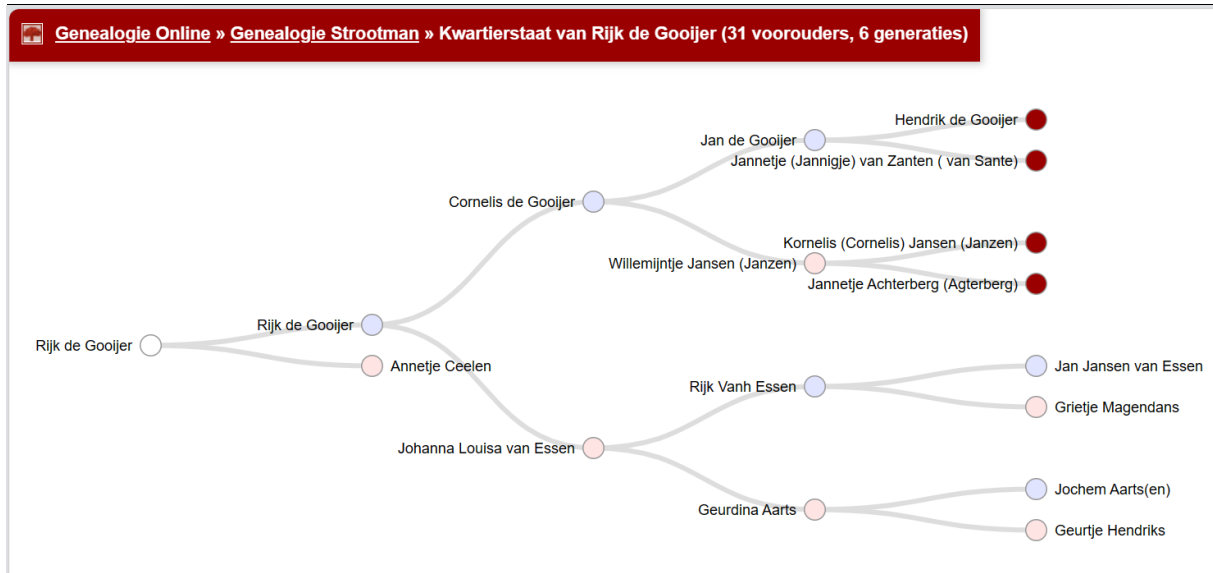 Genealogie Online » Genealogie Strootman » Kwartierstaat van Rijk de Gooijer (31 voorouders, 6 generaties)
Hendrik de Gooijer
Jan de Gooijer
Jannetje (Jannigje) van Zanten ( van Sante)
Cornelis de Gooijer
Kornelis (Cornelis) Jansen (Janzen)
Willemijntje Jansen (Janzen)
Jannetje Achterberg (Agterberg)
Rijk de Gooijer
Rijk de Gooijer
Annetje Ceelen
Jan Jansen van Essen
Rijk Vanh Essen
Grietje Magendans
Johanna Louisa van Essen
Jochem Aarts(en)
Geurdina Aarts
Geurtje Hendriks